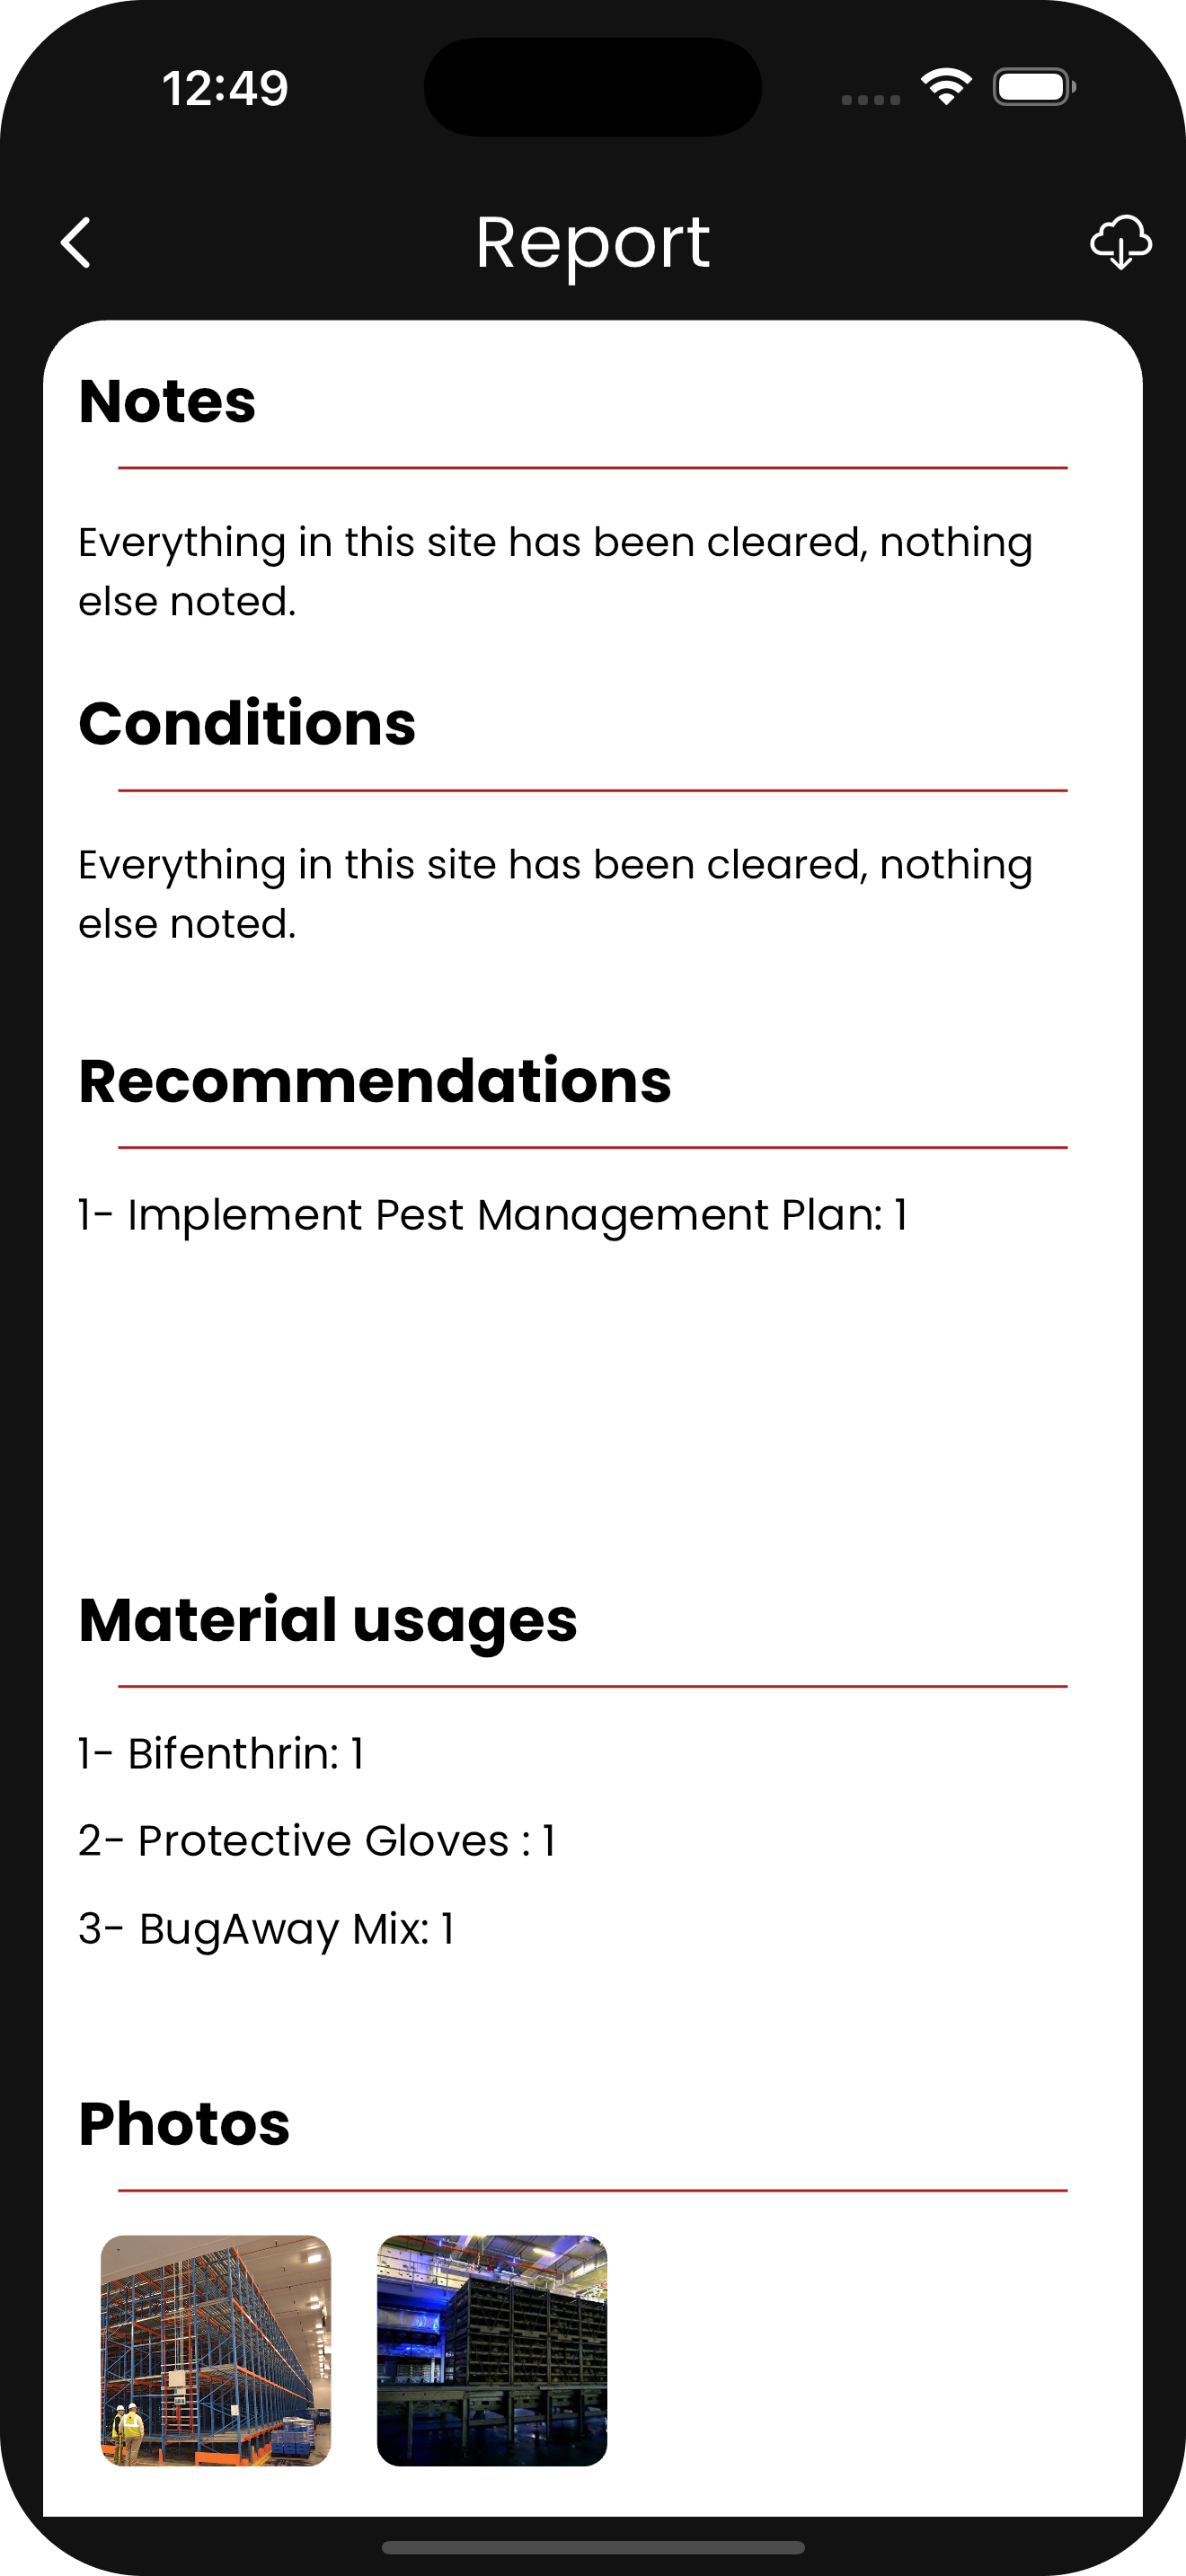 12:49
Report
Notes
Everything in this site has been cleared, nothing
else noted.
Conditions
Everything in this site has been cleared, nothing
else noted.
Recommendations
1- Implement Pest Management Plan: 1
Material usages
1- Bifenthrin: 1
2- Protective Gloves : 1
3- BugAway Mix: 1
Photos